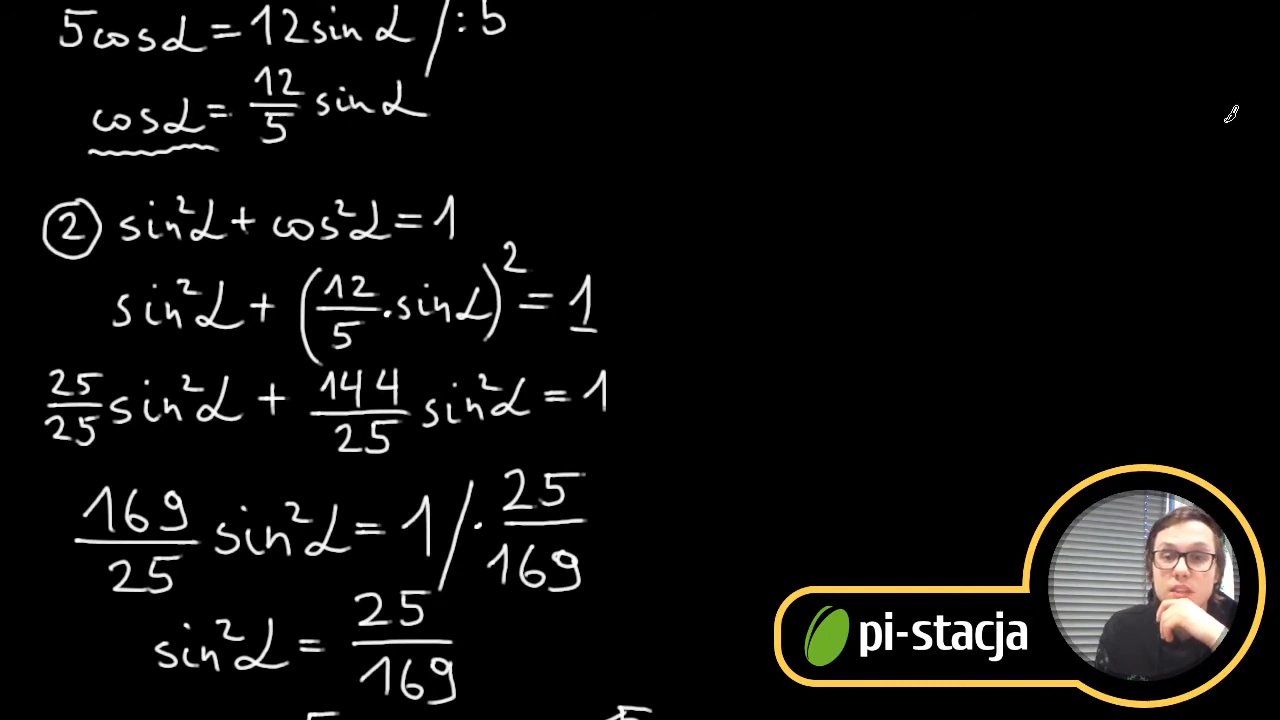 5cosα = 12sinα /:5
cosα = 12/5 sinα
② sin²α + cos²α = 1
sin²α + (12/5 · sinα)² = 1
25/25 sin²α + 144/25 sin²α = 1
169/25 sin²α = 1 / · 25/169
sin²α = 25/169
pi-stacja